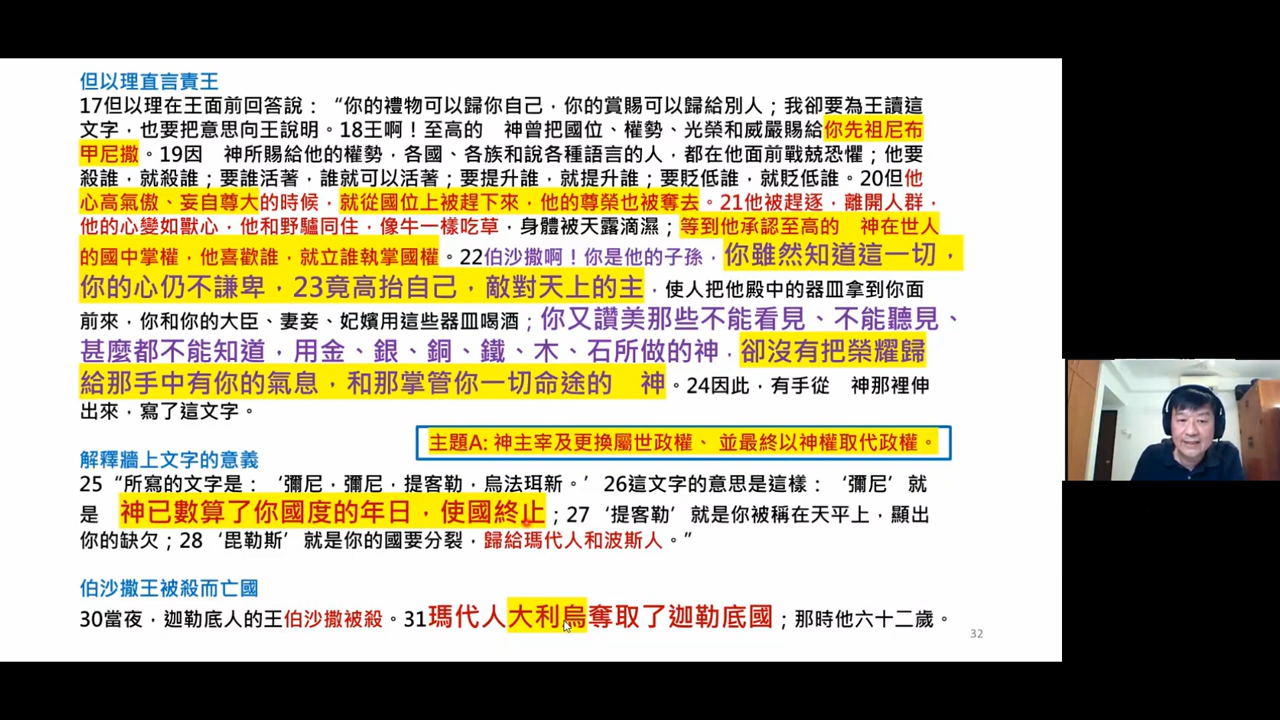 但以理直言責王
17但以理在王面前回答說：“你的禮物可以歸你自己，你的賞賜可以歸給別人；我卻要為王讀這
文字，也要把意思向王說明。18王啊！至高的　神曾把國位、權勢、光榮和威嚴賜給你先祖尼布
甲尼撒。19因　神所賜給他的權勢，各國、各族和說各種語言的人，都在他面前戰兢恐懼；他要
殺誰，就殺誰；要誰活著，誰就可以活著；要提升誰，就提升誰；要貶低誰，就貶低誰。20但他
心高氣傲、妄自尊大的時候，就從國位上被趕下來，他的尊榮也被奪去。21他被趕逐，離開人群，
他的心變如獸心，他和野驢同住，像牛一樣吃草，身體被天露滴濕；等到他承認至高的　神在世人
的國中掌權，他喜歡誰，就立誰執掌國權。22伯沙撒啊！你是他的子孫，你雖然知道這一切，
你的心仍不謙卑，23竟高抬自己，敵對天上的主，使人把他殿中的器皿拿到你面
前來，你和你的大臣、妻妾、妃嬪用這些器皿喝酒；你又讚美那些不能看見、不能聽見、
甚麼都不能知道，用金、銀、銅、鐵、木、石所做的神，卻沒有把榮耀歸
給那手中有你的氣息，和那掌管你一切命途的　神。24因此，有手從　神那裡伸
出來，寫了這文字。
主題A: 神主宰及更換屬世政權、 並最終以神權取代政權。
解釋牆上文字的意義
25“所寫的文字是：‘彌尼，彌尼，提客勒，烏法珥新。’26這文字的意思是這樣：‘彌尼’就
是　神已數算了你國度的年日，使國終止；27‘提客勒’就是你被稱在天平上，顯出
你的缺欠；28‘毘勒斯’就是你的國要分裂，歸給瑪代人和波斯人。”
伯沙撒王被殺而亡國
30當夜，迦勒底人的王伯沙撒被殺。31瑪代人大利烏奪取了迦勒底國；那時他六十二歲。
32